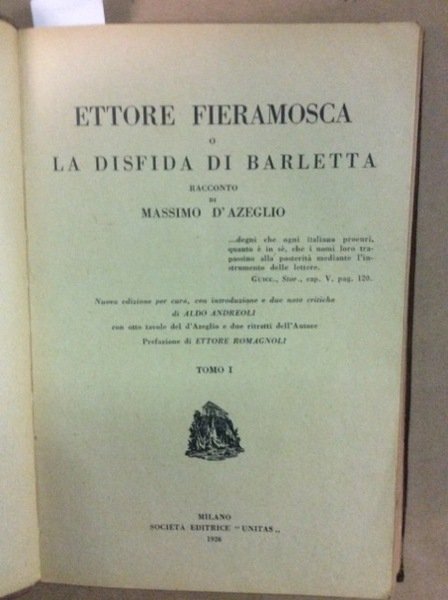 ETTORE FIERAMOSCA
O
LA DISFIDA DI BARLETTA
RACCONTO
DI
MASSIMO D'AZEGLIO
...degni che ogni italiano procuri,
quanto è in sè, che i nomi loro tra-
passino alla posterità mediante l'in-
strumento delle lettere.
GUICC., Stor., cap. V, pag. 120.
Nuova edizione per cura, con introduzione e due note critiche
di ALDO ANDREOLI
con otto tavole del d'Azeglio e due ritratti dell'Autore
Prefazione di ETTORE ROMAGNOLI
TOMO I
MILANO
SOCIETÀ EDITRICE "UNITAS„
1926